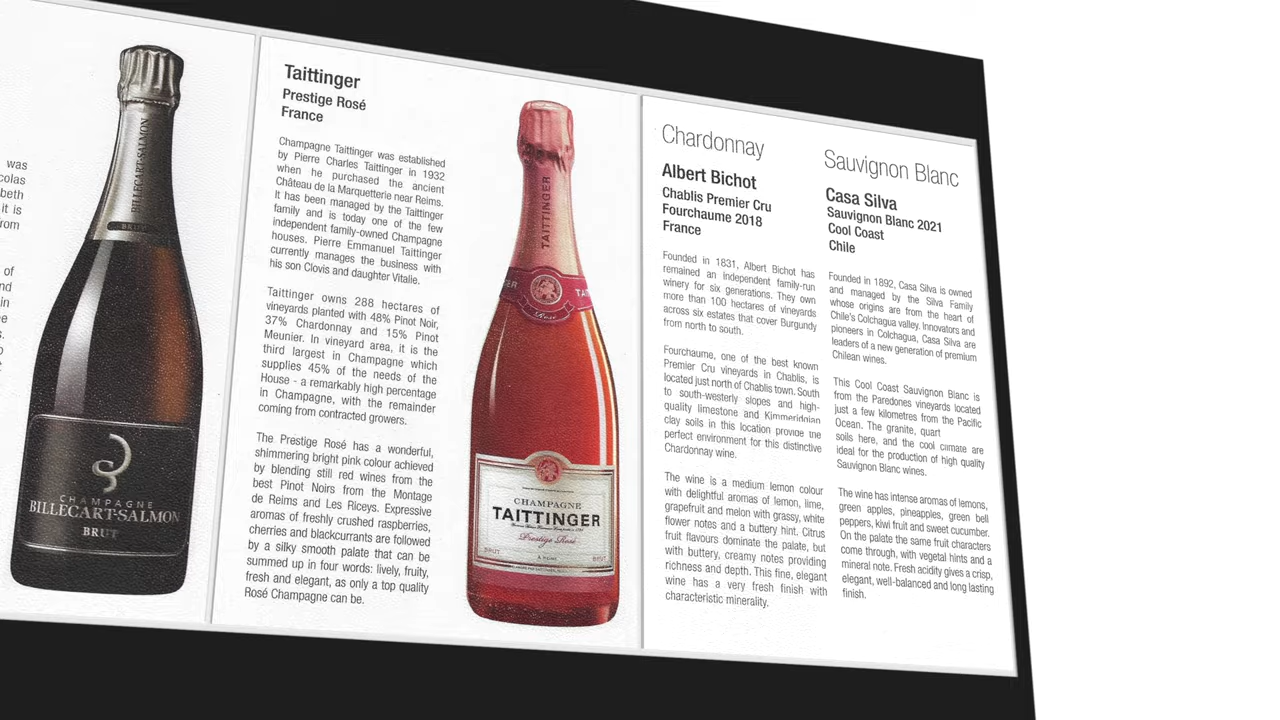 was
colas
beth
it is
from
of
in
BILLECART-SALMON
BRUT
CHAMPAGNE
BILLECART-SALMON
BRUT
Taittinger
Prestige Rosé
France
Champagne Taittinger was established
by Pierre Charles Taittinger in 1932
when he purchased the ancient
Château de la Marquetterie near Reims.
It has been managed by the Taittinger
family and is today one of the few
independent family-owned Champagne
houses. Pierre Emmanuel Taittinger
currently manages the business with
his son Clovis and daughter Vitalie.
Taittinger owns 288 hectares of
vineyards planted with 48% Pinot Noir,
37% Chardonnay and 15% Pinot
Meunier. In vineyard area, it is the
third largest in Champagne which
supplies 45% of the needs of the
House - a remarkably high percentage
in Champagne, with the remainder
coming from contracted growers.
The Prestige Rosé has a wonderful,
shimmering bright pink colour achieved
by blending still red wines from the
best Pinot Noirs from the Montage
de Reims and Les Riceys. Expressive
aromas of freshly crushed raspberries,
cherries and blackcurrants are followed
by a silky smooth palate that can be
summed up in four words: lively, fruity,
fresh and elegant, as only a top quality
Rosé Champagne can be.
TAITTINGER
Rosé
CHAMPAGNE
TAITTINGER
Prestige Rosé
BRUT
A REIMS
BRUT
Chardonnay
Albert Bichot
Chablis Premier Cru
Fourchaume 2018
France
Founded in 1831, Albert Bichot has
remained an independent family-run
winery for six generations. They own
more than 100 hectares of vineyards
across six estates that cover Burgundy
from north to south.
Fourchaume, one of the best known
Premier Cru vineyards in Chablis, is
located just north of Chablis town. South
to south-westerly slopes and high-
quality limestone and Kimmeridgian
clay soils in this location provide the
perfect environment for this distinctive
Chardonnay wine.
The wine is a medium lemon colour
with delightful aromas of lemon, lime,
grapefruit and melon with grassy, white
flower notes and a buttery hint. Citrus
fruit flavours dominate the palate, but
with buttery, creamy notes providing
richness and depth. This fine, elegant
wine has a very fresh finish with
characteristic minerality.
Sauvignon Blanc
Casa Silva
Sauvignon Blanc 2021
Cool Coast
Chile
Founded in 1892, Casa Silva is owned
and managed by the Silva Family
whose origins are from the heart of
Chile's Colchagua valley. Innovators and
pioneers in Colchagua, Casa Silva are
leaders of a new generation of premium
Chilean wines.
This Cool Coast Sauvignon Blanc is
from the Paredones vineyards located
just a few kilometres from the Pacific
Ocean. The granite, quart
soils here, and the cool climate are
ideal for the production of high quality
Sauvignon Blanc wines.
The wine has intense aromas of lemons,
green apples, pineapples, green bell
peppers, kiwi fruit and sweet cucumber.
On the palate the same fruit characters
come through, with vegetal hints and a
mineral note. Fresh acidity gives a crisp,
elegant, well-balanced and long lasting
finish.